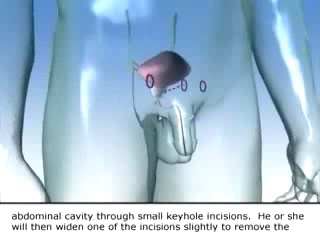 abdominal cavity through small keyhole incisions.  He or she
will then widen one of the incisions slightly to remove the